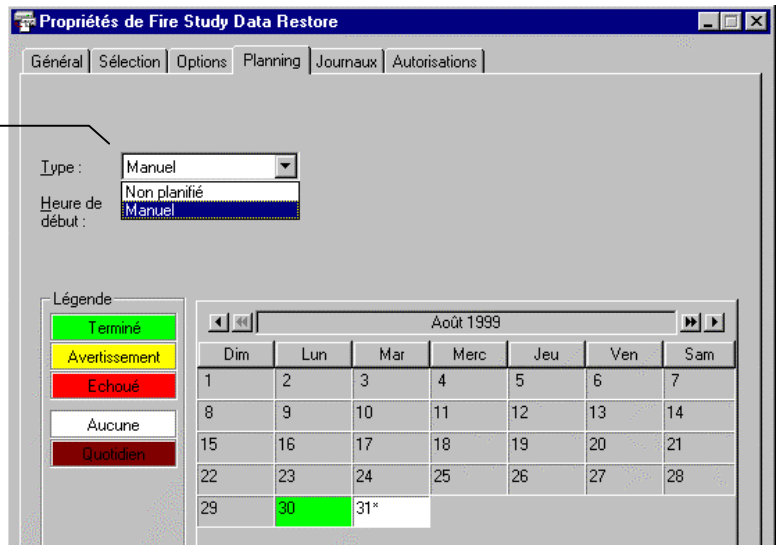 Propriétés de Fire Study Data Restore
Général Sélection Options Planning Journaux Autorisations
Type : Manuel
Non planifié
Heure de début :
Manuel
Légende
Terminé
Avertissement
Echoué
Aucune
Quotidien
Août 1999
Dim Lun Mar Merc Jeu Ven Sam
1 2 3 4 5 6 7
8 9 10 11 12 13 14
15 16 17 18 19 20 21
22 23 24 25 26 27 28
29 30 31*